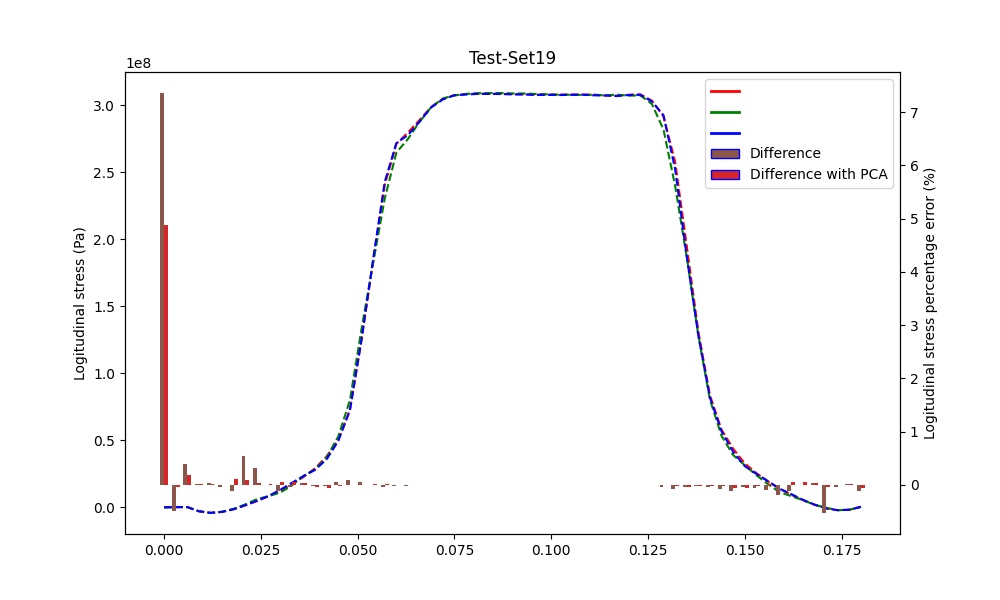 Test-Set19
1e8
3.0
2.5
2.0
1.5
1.0
0.5
0.0
Logitudinal stress (Pa)
Difference
Difference with PCA
7
6
5
4
3
2
1
0
Logitudinal stress percentage error (%)
0.000 0.025 0.050 0.075 0.100 0.125 0.150 0.175